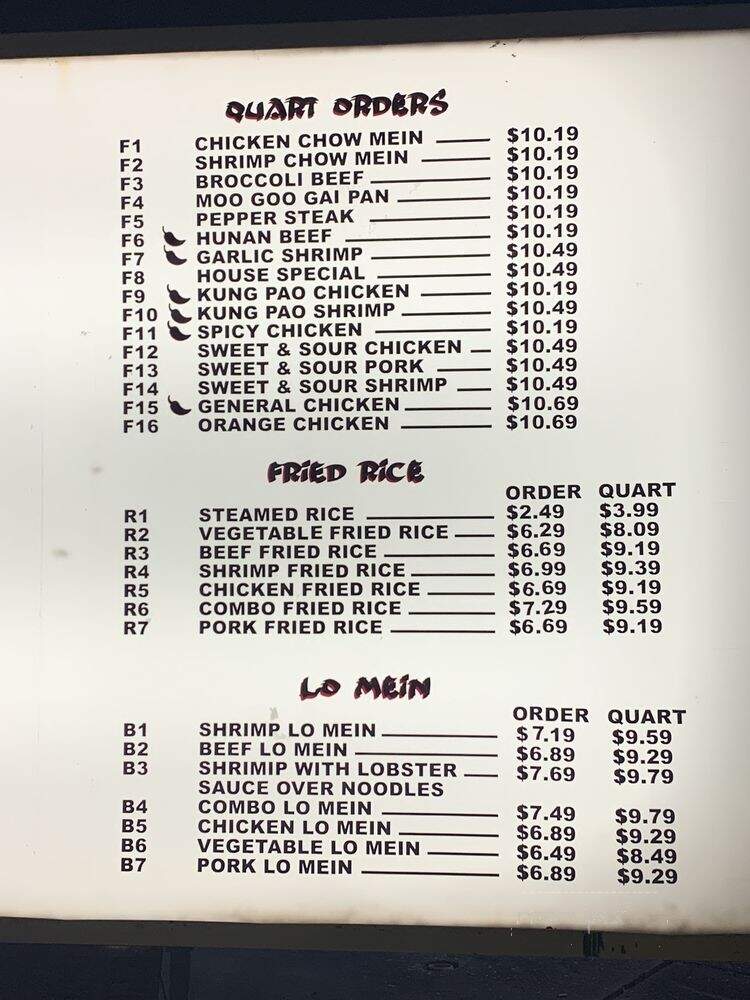 QUART ORDERS
F1 CHICKEN CHOW MEIN $10.19
F2 SHRIMP CHOW MEIN $10.19
F3 BROCCOLI BEEF $10.19
F4 MOO GOO GAI PAN $10.19
F5 PEPPER STEAK $10.19
F6 HUNAN BEEF $10.19
F7 GARLIC SHRIMP $10.49
F8 HOUSE SPECIAL $10.49
F9 KUNG PAO CHICKEN $10.19
F10 KUNG PAO SHRIMP $10.49
F11 SPICY CHICKEN $10.19
F12 SWEET & SOUR CHICKEN $10.49
F13 SWEET & SOUR PORK $10.49
F14 SWEET & SOUR SHRIMP $10.49
F15 GENERAL CHICKEN $10.69
F16 ORANGE CHICKEN $10.69
FRIED RICE
ORDER QUART
R1 STEAMED RICE $2.49 $3.99
R2 VEGETABLE FRIED RICE $6.29 $8.09
R3 BEEF FRIED RICE $6.69 $9.19
R4 SHRIMP FRIED RICE $6.99 $9.39
R5 CHICKEN FRIED RICE $6.69 $9.19
R6 COMBO FRIED RICE $7.29 $9.59
R7 PORK FRIED RICE $6.69 $9.19
LO MEIN
ORDER QUART
B1 SHRIMP LO MEIN $7.19 $9.59
B2 BEEF LO MEIN $6.89 $9.29
B3 SHRIMIP WITH LOBSTER $7.69 $9.79
SAUCE OVER NOODLES
B4 COMBO LO MEIN $7.49 $9.79
B5 CHICKEN LO MEIN $6.89 $9.29
B6 VEGETABLE LO MEIN $6.49 $8.49
B7 PORK LO MEIN $6.89 $9.29